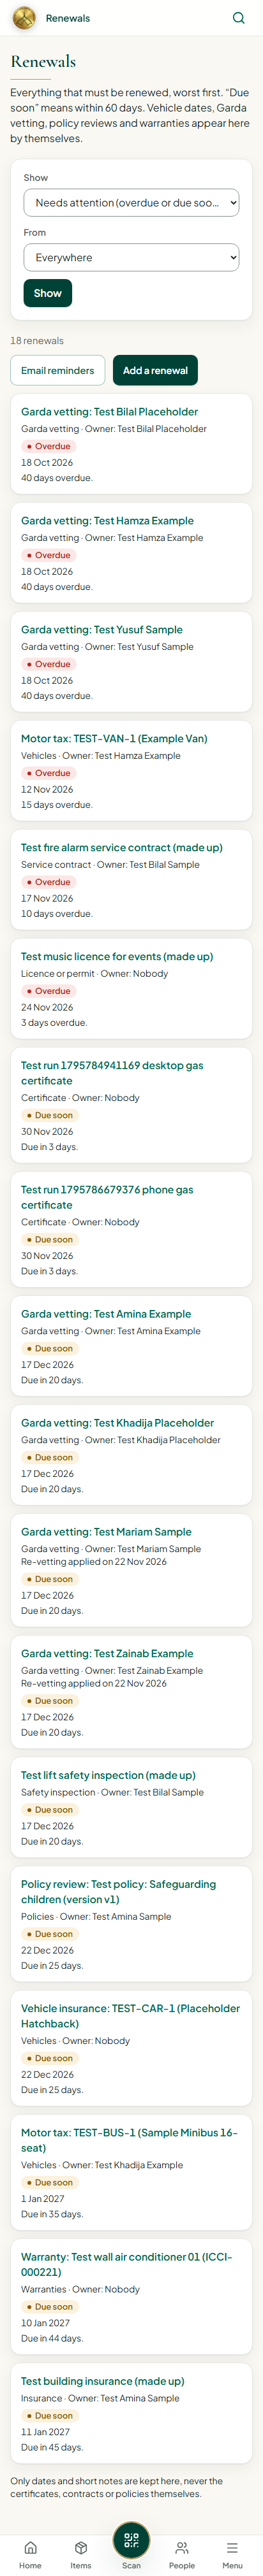 Renewals
Renewals
Everything that must be renewed, worst first. “Due
soon” means within 60 days. Vehicle dates, Garda
vetting, policy reviews and warranties appear here
by themselves.
Show
Needs attention (overdue or due soo…
From
Everywhere
Show
18 renewals
Email reminders
Add a renewal
Garda vetting: Test Bilal Placeholder
Garda vetting · Owner: Test Bilal Placeholder
Overdue
18 Oct 2026
40 days overdue.
Garda vetting: Test Hamza Example
Garda vetting · Owner: Test Hamza Example
Overdue
18 Oct 2026
40 days overdue.
Garda vetting: Test Yusuf Sample
Garda vetting · Owner: Test Yusuf Sample
Overdue
18 Oct 2026
40 days overdue.
Motor tax: TEST-VAN-1 (Example Van)
Vehicles · Owner: Test Hamza Example
Overdue
12 Nov 2026
15 days overdue.
Test fire alarm service contract (made up)
Service contract · Owner: Test Bilal Sample
Overdue
17 Nov 2026
10 days overdue.
Test music licence for events (made up)
Licence or permit · Owner: Nobody
Overdue
24 Nov 2026
3 days overdue.
Test run 1795784941169 desktop gas
certificate
Certificate · Owner: Nobody
Due soon
30 Nov 2026
Due in 3 days.
Test run 1795786679376 phone gas
certificate
Certificate · Owner: Nobody
Due soon
30 Nov 2026
Due in 3 days.
Garda vetting: Test Amina Example
Garda vetting · Owner: Test Amina Example
Due soon
17 Dec 2026
Due in 20 days.
Garda vetting: Test Khadija Placeholder
Garda vetting · Owner: Test Khadija Placeholder
Due soon
17 Dec 2026
Due in 20 days.
Garda vetting: Test Mariam Sample
Garda vetting · Owner: Test Mariam Sample
Re-vetting applied on 22 Nov 2026
Due soon
17 Dec 2026
Due in 20 days.
Garda vetting: Test Zainab Example
Garda vetting · Owner: Test Zainab Example
Re-vetting applied on 22 Nov 2026
Due soon
17 Dec 2026
Due in 20 days.
Test lift safety inspection (made up)
Safety inspection · Owner: Test Bilal Sample
Due soon
17 Dec 2026
Due in 20 days.
Policy review: Test policy: Safeguarding
children (version v1)
Policies · Owner: Test Amina Sample
Due soon
22 Dec 2026
Due in 25 days.
Vehicle insurance: TEST-CAR-1 (Placeholder
Hatchback)
Vehicles · Owner: Nobody
Due soon
22 Dec 2026
Due in 25 days.
Motor tax: TEST-BUS-1 (Sample Minibus 16-
seat)
Vehicles · Owner: Test Khadija Example
Due soon
1 Jan 2027
Due in 35 days.
Warranty: Test wall air conditioner 01 (ICCI-
000221)
Warranties · Owner: Nobody
Due soon
10 Jan 2027
Due in 44 days.
Test building insurance (made up)
Insurance · Owner: Test Amina Sample
Due soon
11 Jan 2027
Due in 45 days.
Only dates and short notes are kept here, never the
certificates, contracts or policies themselves.
Home
Items
Scan
People
Menu